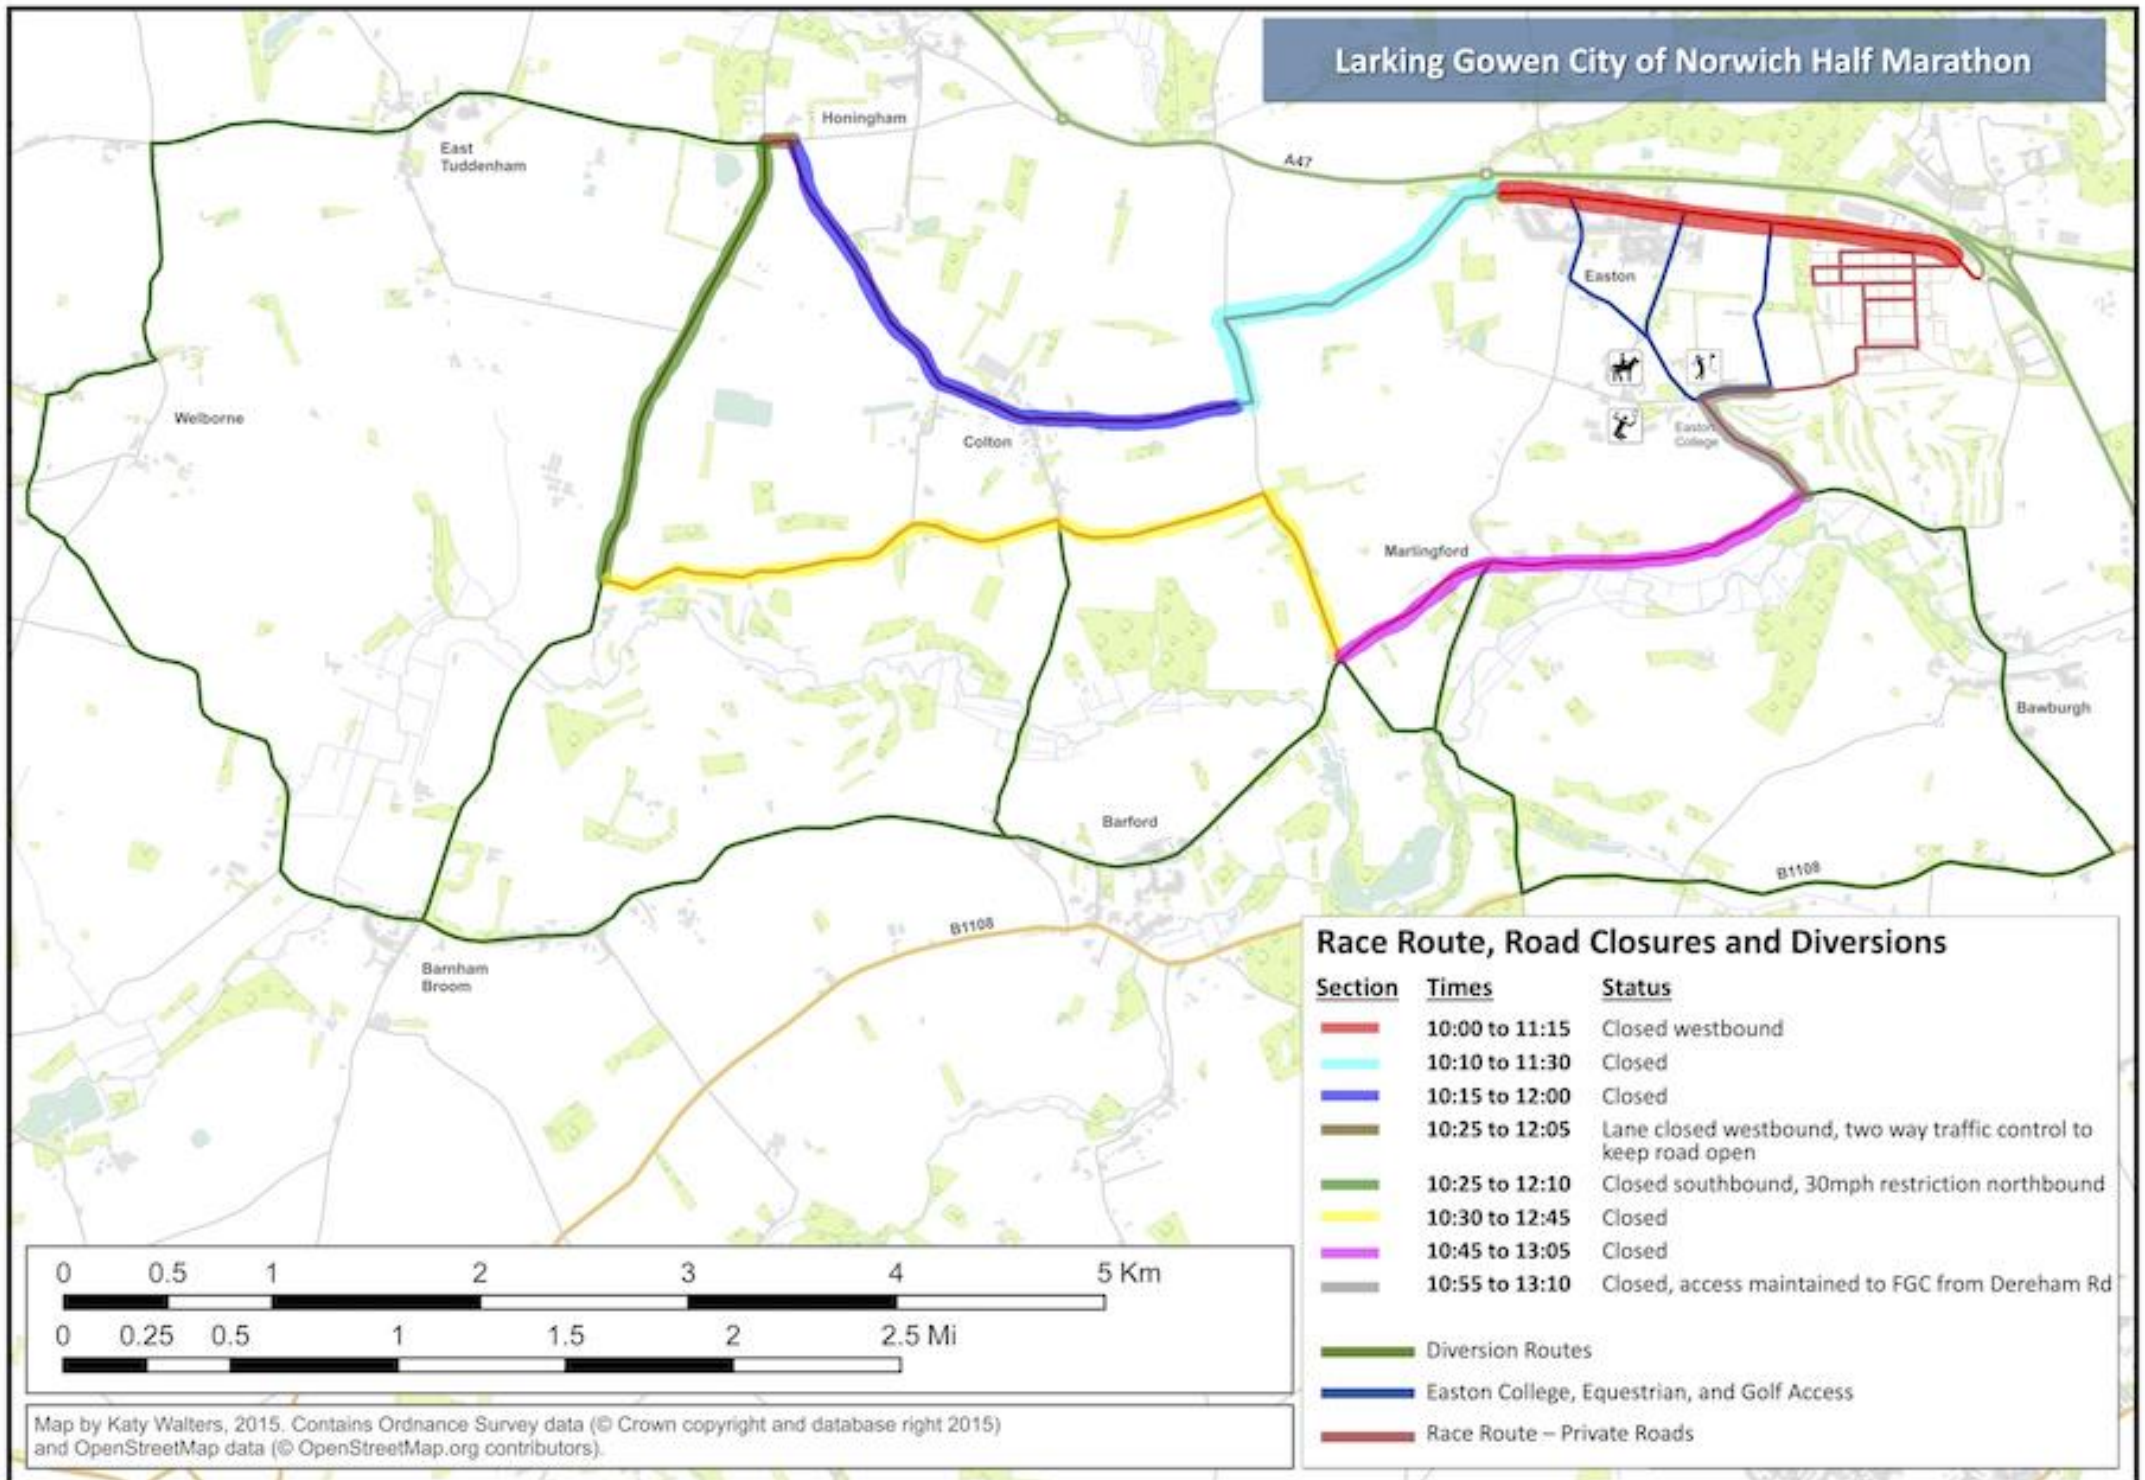 Larking Gowen City of Norwich Half Marathon
Honingham
East
Tuddenham
A47
Easton
Welborne
Colton
Easton
College
Marlingford
Bawburgh
Barford
B1108
B1108
Barnham
Broom
Race Route, Road Closures and Diversions
Section Times Status
10:00 to 11:15 Closed westbound
10:10 to 11:30 Closed
10:15 to 12:00 Closed
10:25 to 12:05 Lane closed westbound, two way traffic control to
keep road open
10:25 to 12:10 Closed southbound, 30mph restriction northbound
10:30 to 12:45 Closed
10:45 to 13:05 Closed
10:55 to 13:10 Closed, access maintained to FGC from Dereham Rd
Diversion Routes
Easton College, Equestrian, and Golf Access
Race Route – Private Roads
0 0.5 1 2 3 4 5 Km
0 0.25 0.5 1 1.5 2 2.5 Mi
Map by Katy Walters, 2015. Contains Ordnance Survey data (© Crown copyright and database right 2015)
and OpenStreetMap data (© OpenStreetMap.org contributors).